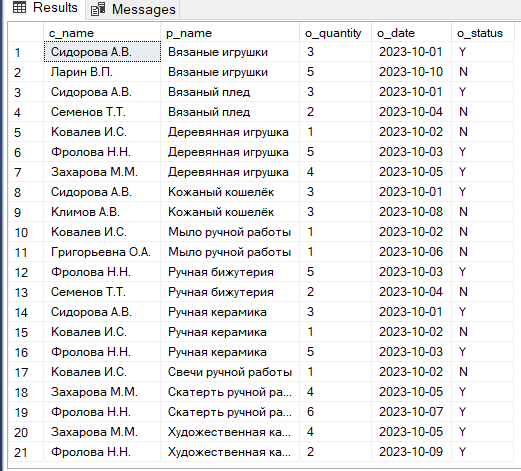 Results Messages
c_name p_name o_quantity o_date o_status
1 Сидорова А.В. Вязаные игрушки 3 2023-10-01 Y
2 Ларин В.П. Вязаные игрушки 5 2023-10-10 N
3 Сидорова А.В. Вязаный плед 3 2023-10-01 Y
4 Семенов Т.Т. Вязаный плед 2 2023-10-04 N
5 Ковалев И.С. Деревянная игрушка 1 2023-10-02 N
6 Фролова Н.Н. Деревянная игрушка 5 2023-10-03 Y
7 Захарова М.М. Деревянная игрушка 4 2023-10-05 Y
8 Сидорова А.В. Кожаный кошелёк 3 2023-10-01 Y
9 Климов А.В. Кожаный кошелёк 3 2023-10-08 N
10 Ковалев И.С. Мыло ручной работы 1 2023-10-02 N
11 Григорьевна О.А. Мыло ручной работы 1 2023-10-06 N
12 Фролова Н.Н. Ручная бижутерия 5 2023-10-03 Y
13 Семенов Т.Т. Ручная бижутерия 2 2023-10-04 N
14 Сидорова А.В. Ручная керамика 3 2023-10-01 Y
15 Ковалев И.С. Ручная керамика 1 2023-10-02 N
16 Фролова Н.Н. Ручная керамика 5 2023-10-03 Y
17 Ковалев И.С. Свечи ручной работы 1 2023-10-02 N
18 Захарова М.М. Скатерть ручной ра... 4 2023-10-05 Y
19 Фролова Н.Н. Скатерть ручной ра... 6 2023-10-07 Y
20 Захарова М.М. Художественная ка... 4 2023-10-05 Y
21 Фролова Н.Н. Художественная ка... 2 2023-10-09 Y